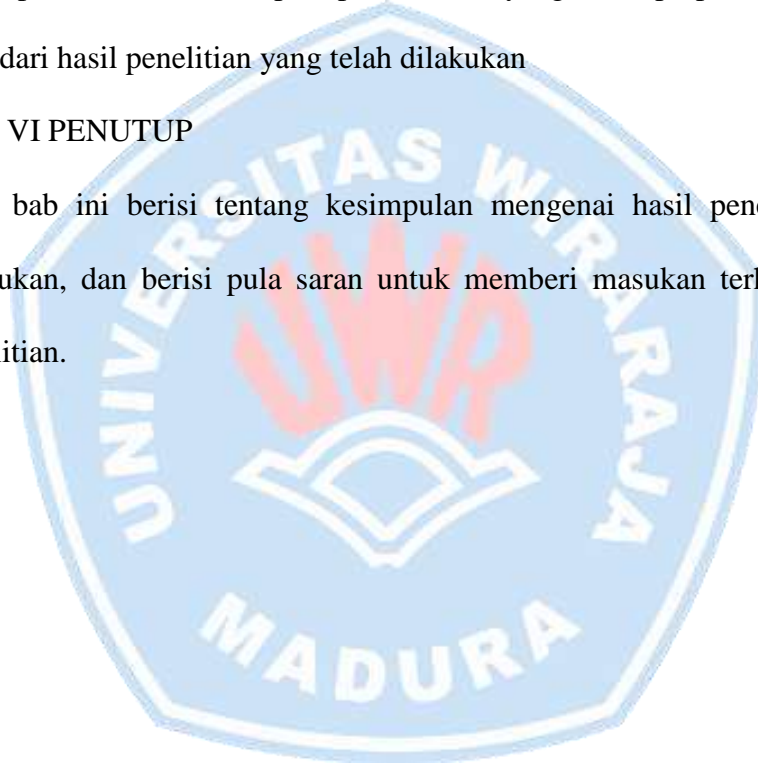 dari hasil penelitian yang telah dilakukan
VI PENUTUP
bab ini berisi tentang kesimpulan mengenai hasil
ukan, dan berisi pula saran untuk memberi masukan
litian.
UNIVERSITAS WIRARAJA
UWR
MADURA